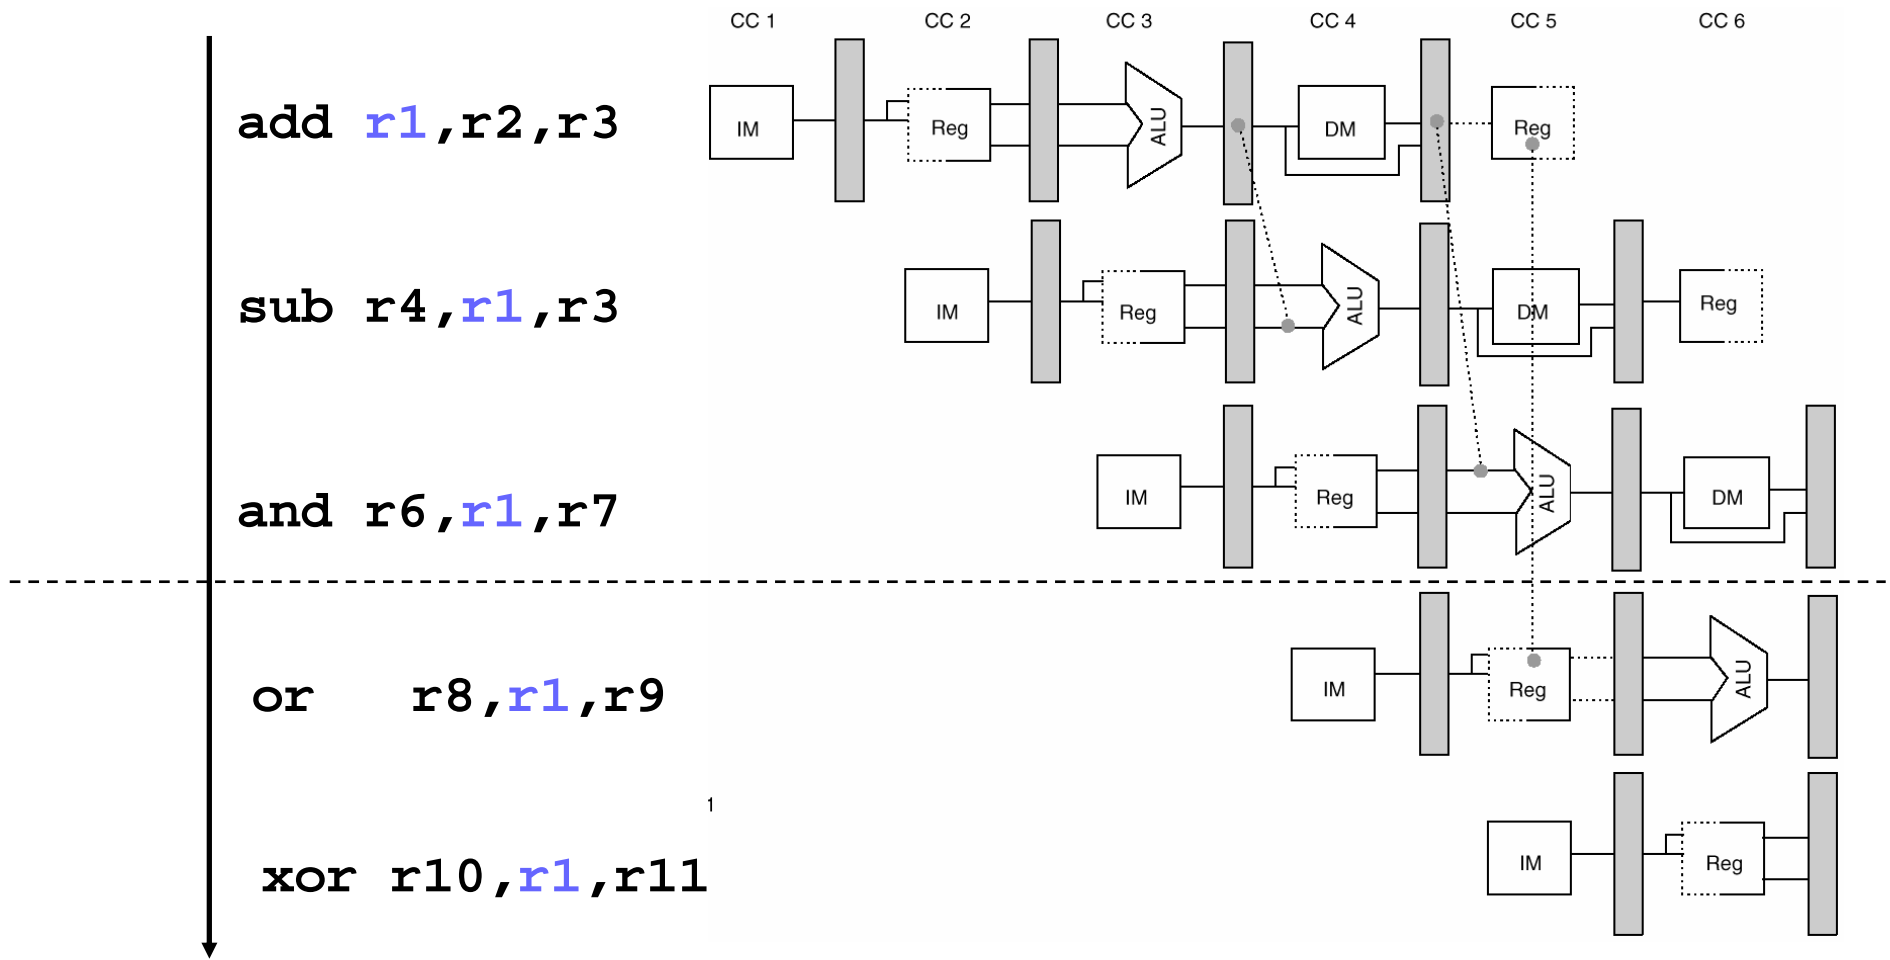 CC 1 CC 2 CC 3 CC 4 CC 5 CC 6
add r1,r2,r3 IM Reg ALU DM Reg
sub r4,r1,r3 IM Reg ALU DM Reg
and r6,r1,r7 IM Reg ALU DM
or r8,r1,r9 IM Reg ALU
1
xor r10,r1,r11 IM Reg